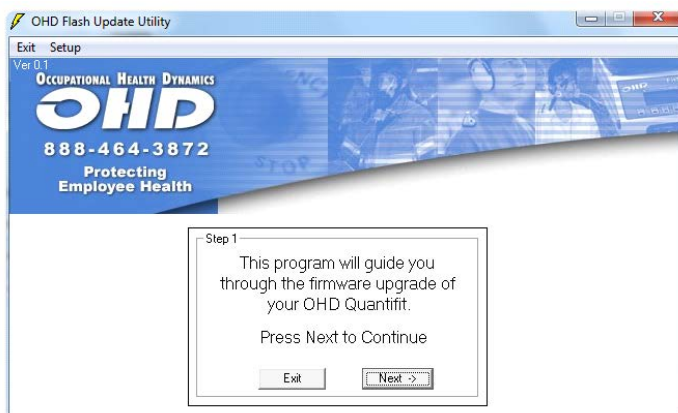 OHD Flash Update Utility
Exit Setup
Ver 0.1
OCCUPATIONAL HEALTH DYNAMICS
OHD
888-464-3872
Protecting
Employee Health
STOP
OHD
Step 1
This program will guide you
through the firmware upgrade of
your OHD Quantifit.
Press Next to Continue
Exit Next ->